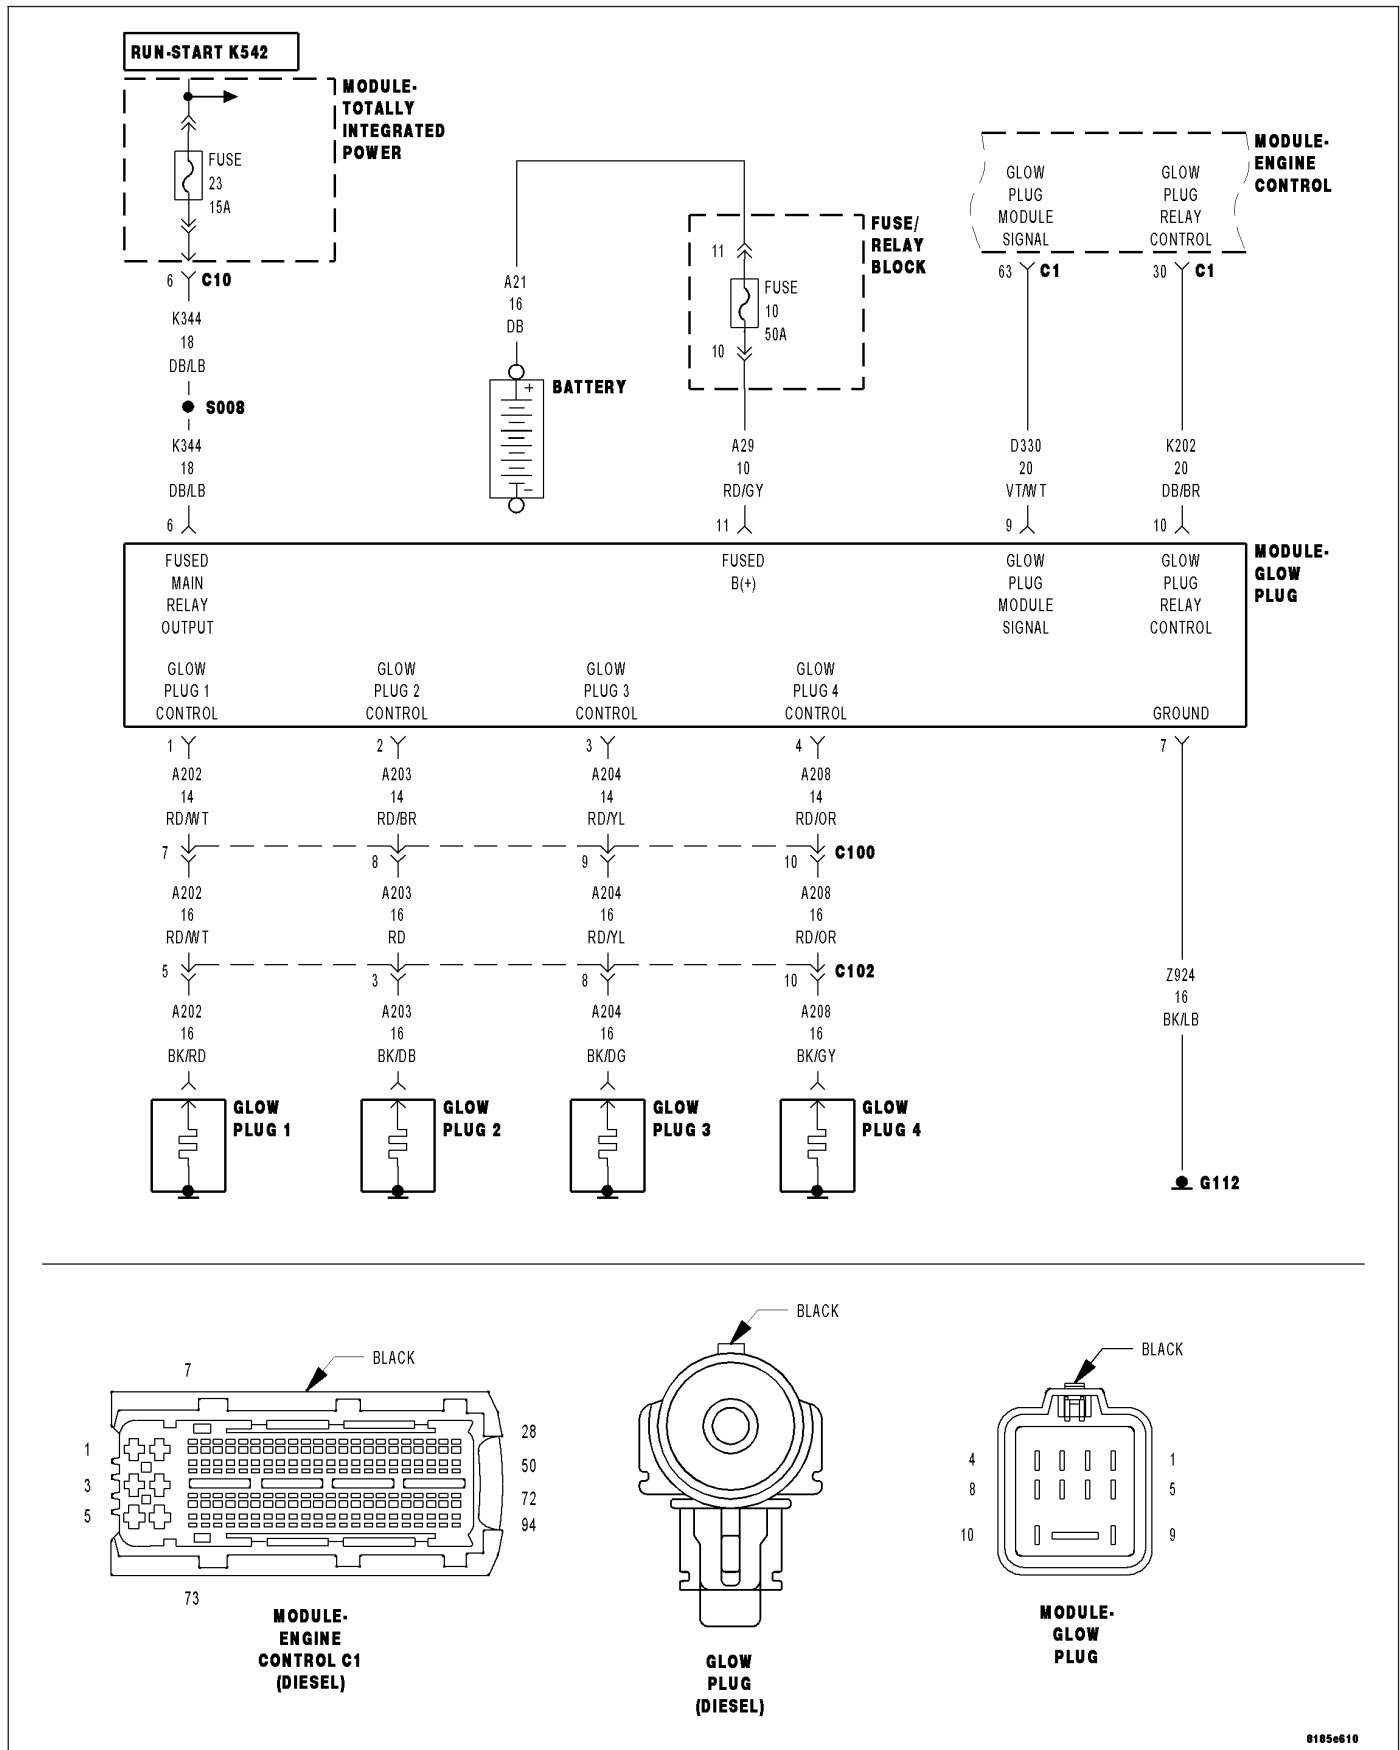 RUN-START K542
MODULE-
TOTALLY
INTEGRATED
POWER
FUSE
23
15A
6
C10
K344
18
DB/LB
S008
K344
18
DB/LB
6
A21
16
DB
BATTERY
+
-
11
FUSE
10
50A
10
FUSE/
RELAY
BLOCK
A29
10
RD/GY
11
MODULE-
ENGINE
CONTROL
GLOW
PLUG
MODULE
SIGNAL
GLOW
PLUG
RELAY
CONTROL
63
C1
30
C1
D330
20
VT/WT
9
K202
20
DB/BR
10
FUSED
MAIN
RELAY
OUTPUT
FUSED
B(+)
GLOW
PLUG
MODULE
SIGNAL
GLOW
PLUG
RELAY
CONTROL
MODULE-
GLOW
PLUG
GLOW
PLUG 1
CONTROL
GLOW
PLUG 2
CONTROL
GLOW
PLUG 3
CONTROL
GLOW
PLUG 4
CONTROL
GROUND
1
2
3
4
7
A202
14
RD/WT
A203
14
RD/BR
A204
14
RD/YL
A208
14
RD/OR
7
8
9
10
C100
A202
16
RD/WT
A203
16
RD
A204
16
RD/YL
A208
16
RD/OR
5
3
8
10
C102
A202
16
BK/RD
A203
16
BK/DB
A204
16
BK/DG
A208
16
BK/GY
Z924
16
BK/LB
GLOW
PLUG 1
GLOW
PLUG 2
GLOW
PLUG 3
GLOW
PLUG 4
G112
7
BLACK
1
3
5
28
50
72
94
73
MODULE-
ENGINE
CONTROL C1
(DIESEL)
BLACK
GLOW
PLUG
(DIESEL)
BLACK
4
8
10
1
5
9
MODULE-
GLOW
PLUG
8185e610